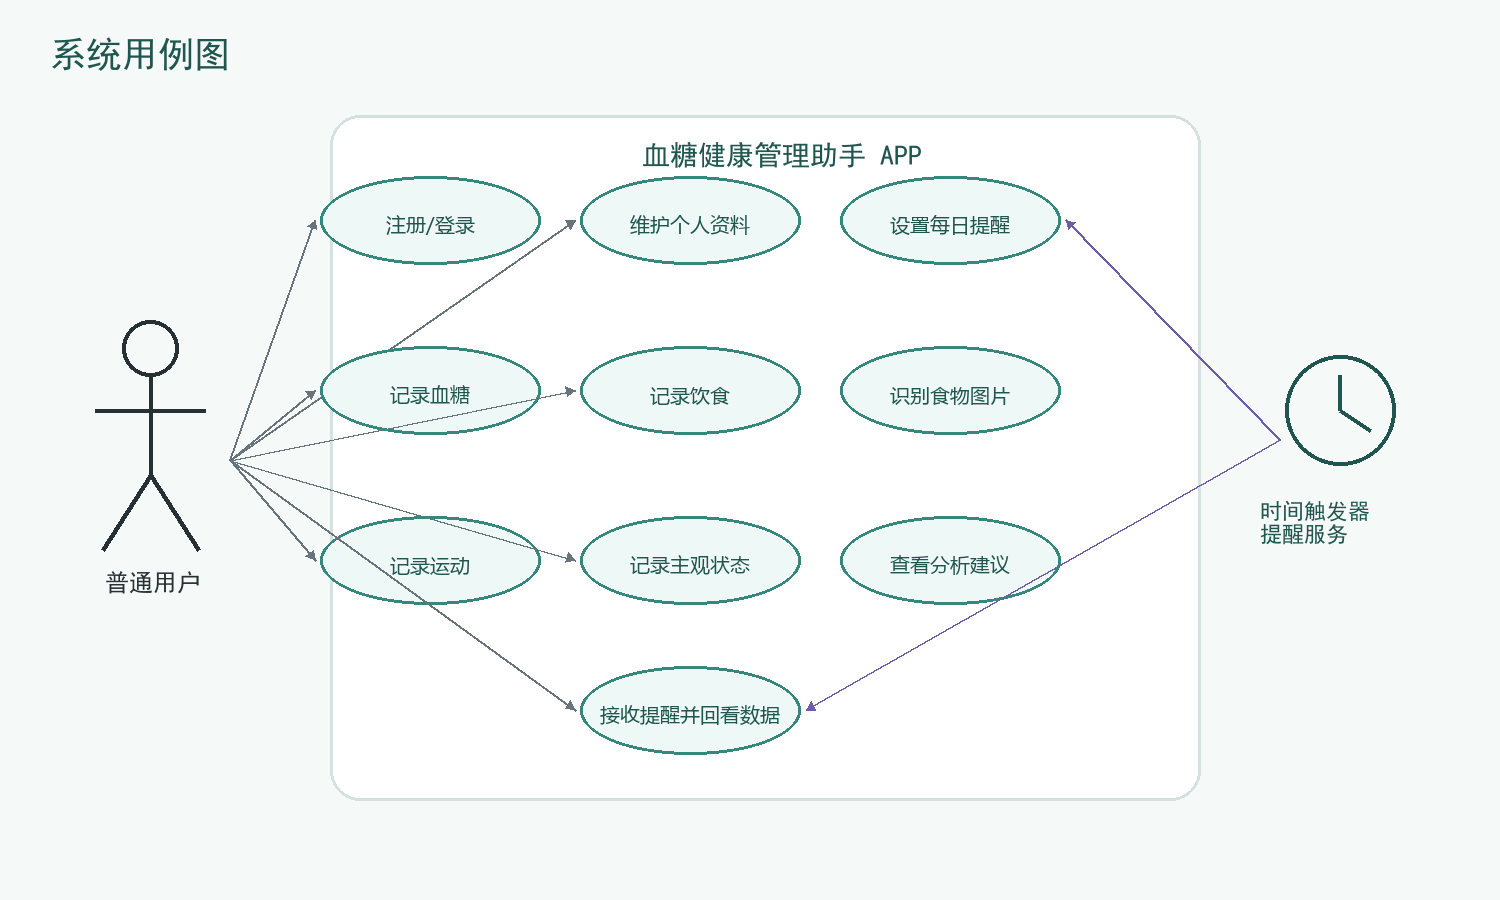 系统用例图
血糖健康管理助手 APP
注册/登录
维护个人资料
设置每日提醒
记录血糖
记录饮食
识别食物图片
记录运动
记录主观状态
查看分析建议
接收提醒并回看数据
普通用户
时间触发器
提醒服务